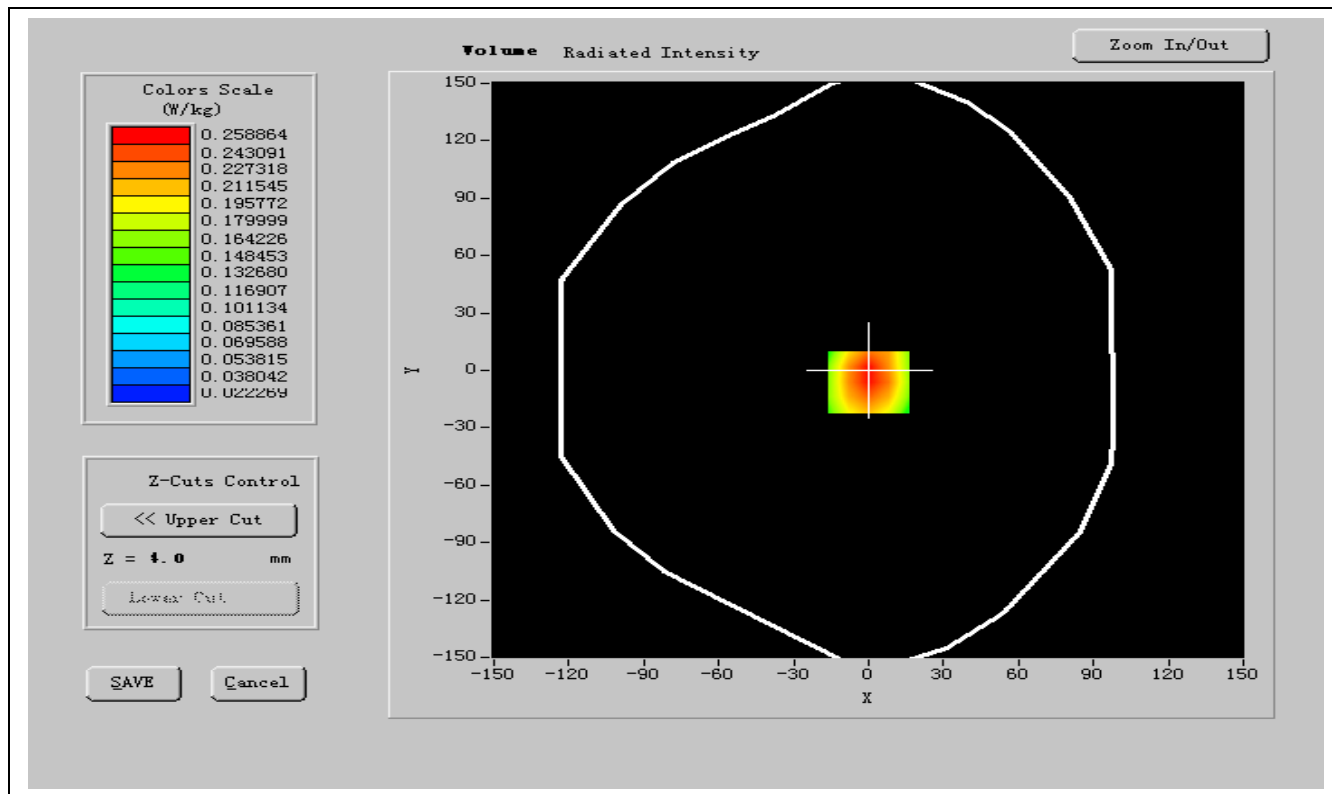 Volume Radiated Intensity
Zoom In/Out
Colors Scale
(W/kg)
0.258864
0.243091
0.227318
0.211545
0.195772
0.179999
0.164226
0.148453
0.132680
0.116907
0.101134
0.085361
0.069588
0.053815
0.038042
0.022269
Z-Cuts Control
<< Upper Cut
Z = 4.0 mm
Lower Cut
SAVE
Cancel
150
120
90
60
30
0
-30
-60
-90
-120
-150
Y
-150 -120 -90 -60 -30 0 30 60 90 120 150
X